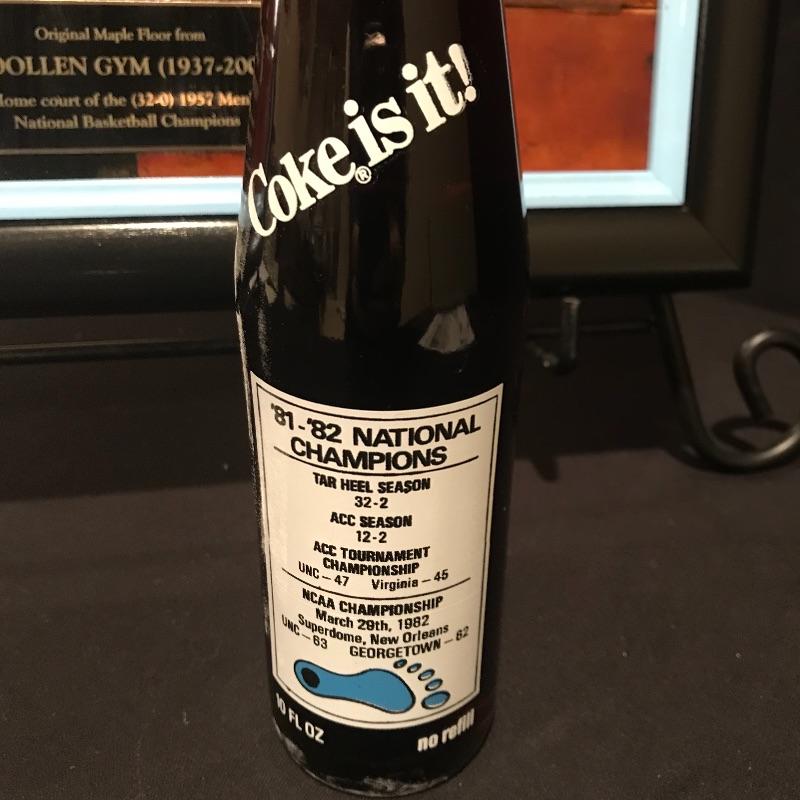 Original Maple Floor from
OOLLEN GYM (1937-200
Home court of the (32-0) 1957 Men
National Basketball Champions
Coke is it!
®
'81-'82 NATIONAL
CHAMPIONS
TAR HEEL SEASON
32-2
ACC SEASON
12-2
ACC TOURNAMENT
CHAMPIONSHIP
UNC-47 Virginia-45
NCAA CHAMPIONSHIP
March 29th, 1982
Superdome, New Orleans
UNC-63 GEORGETOWN-62
10 FL OZ
no refill